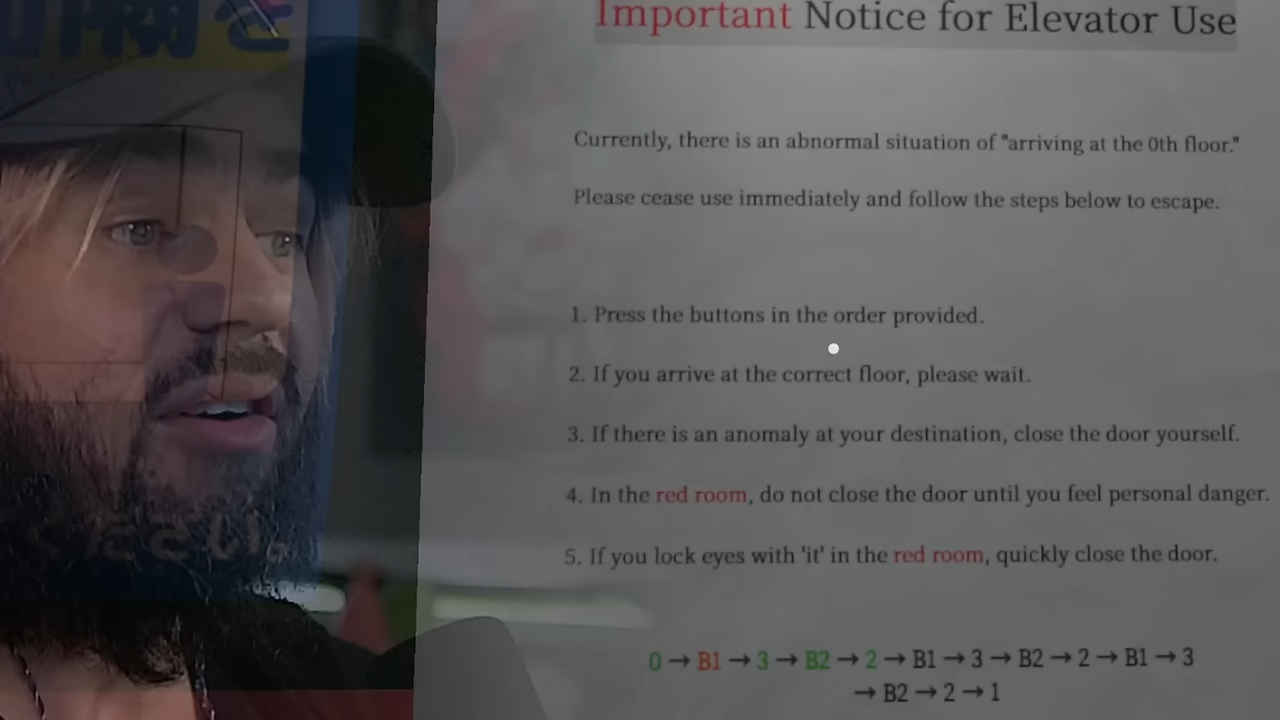 Important Notice for Elevator Use
Currently, there is an abnormal situation of "arriving at the 0th floor."
Please cease use immediately and follow the steps below to escape.
1. Press the buttons in the order provided.
2. If you arrive at the correct floor, please wait.
3. If there is an anomaly at your destination, close the door yourself.
4. In the red room, do not close the door until you feel personal danger.
5. If you lock eyes with 'it' in the red room, quickly close the door.
0 → B1 → 3 → B2 → 2 → B1 → 3 → B2 → 2 → B1 → 3
→ B2 → 2 → 1
ください。